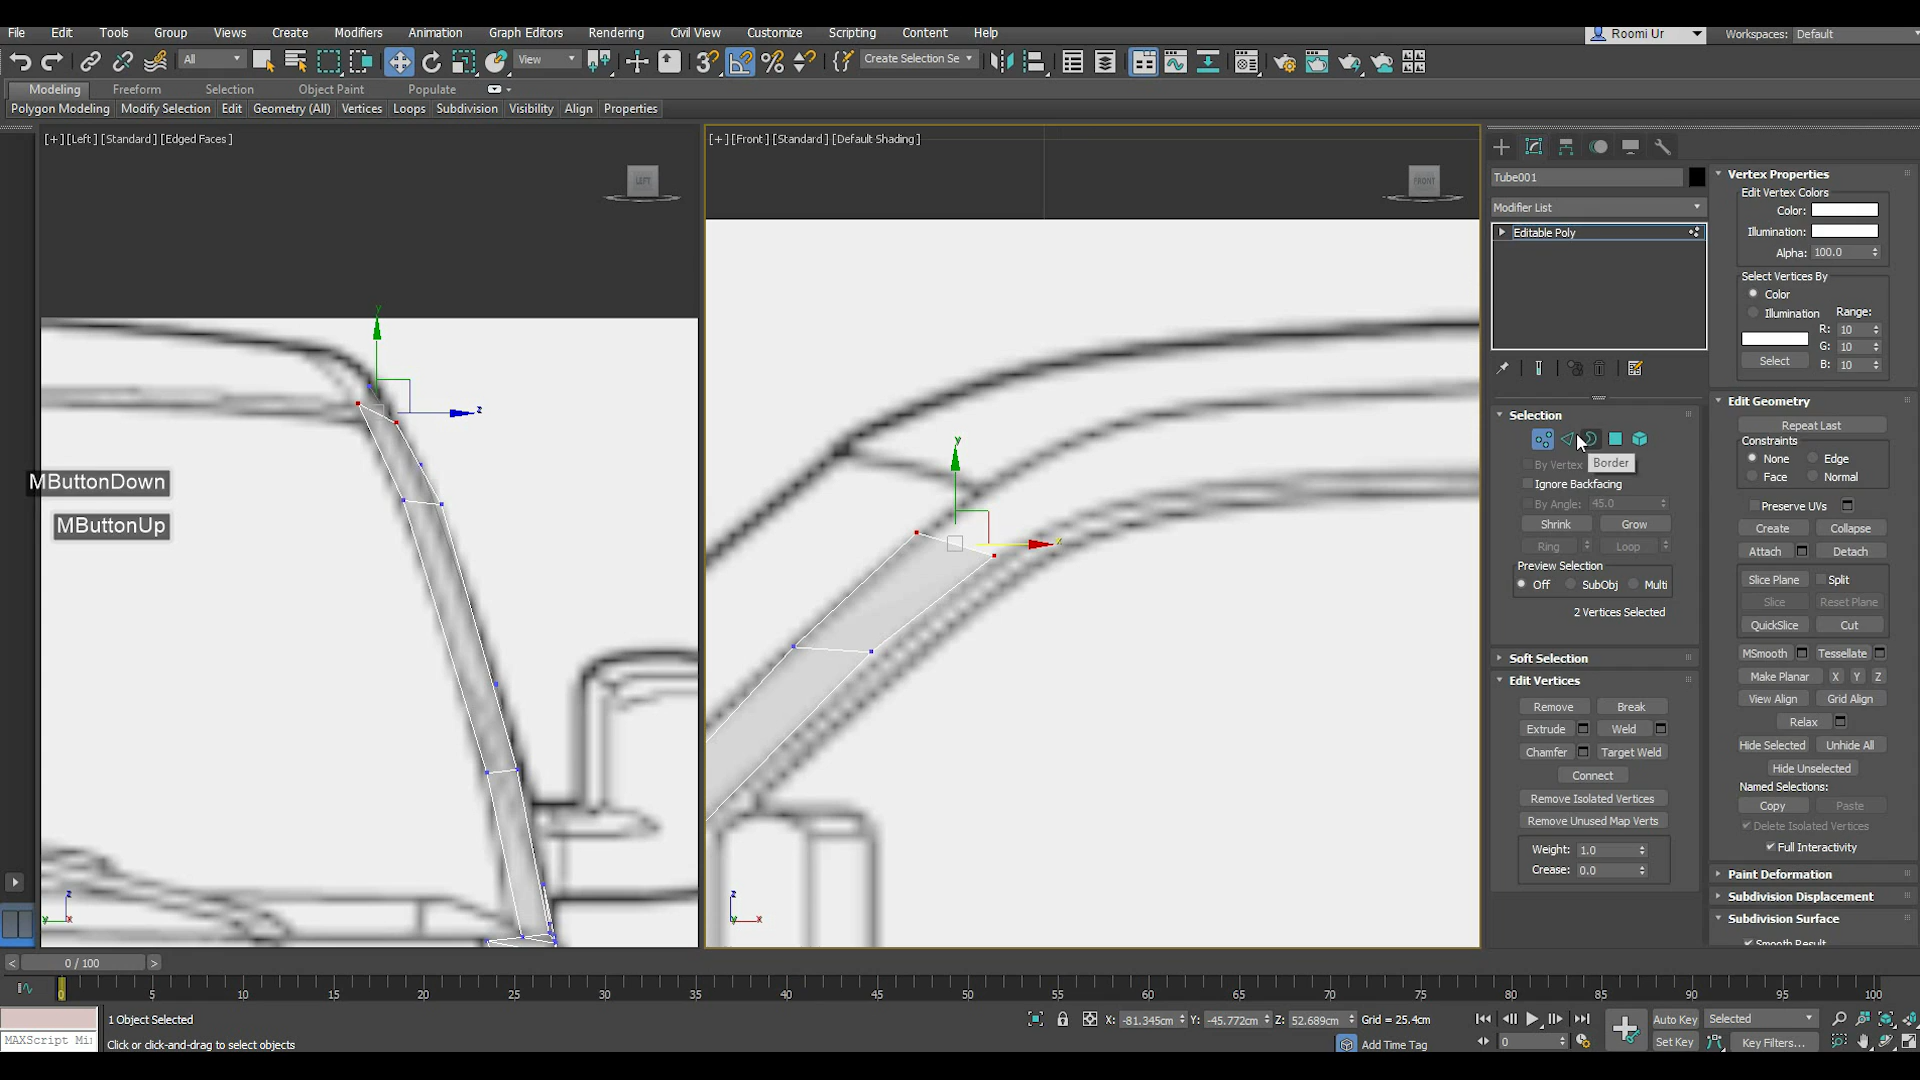 File Edit Tools Group Views Create Modifiers Animation Graph Editors Rendering Civil View Customize Scripting Content Help Roomi Ur Workspaces: Default
All View Create Selection Se
Modeling Freeform Selection Object Paint Populate
Polygon Modeling Modify Selection Edit Geometry (All) Vertices Loops Subdivision Visibility Align Properties
[+] [Left] [Standard] [Edged Faces]
[+] [Front] [Standard] [Default Shading]
LEFT
FRONT
y
z
y
x
MButtonDown
MButtonUp
z
y
x
z
y
x
Tube001
Modifier List
Editable Poly
Selection
Border
By Vertex
Ignore Backfacing
By Angle: 45.0
Shrink Grow
Ring Loop
Preview Selection
Off SubObj Multi
2 Vertices Selected
Soft Selection
Edit Vertices
Remove Break
Extrude Weld
Chamfer Target Weld
Connect
Remove Isolated Vertices
Remove Unused Map Verts
Weight: 1.0
Crease: 0.0
Vertex Properties
Edit Vertex Colors
Color:
Illumination:
Alpha: 100.0
Select Vertices By
Color
Illumination Range:
R: 10
G: 10
Select B: 10
Edit Geometry
Repeat Last
Constraints
None Edge
Face Normal
Preserve UVs
Create Collapse
Attach Detach
Slice Plane Split
Slice Reset Plane
QuickSlice Cut
MSmooth Tessellate
Make Planar X Y Z
View Align Grid Align
Relax
Hide Selected Unhide All
Hide Unselected
Named Selections:
Copy Paste
Delete Isolated Vertices
Full Interactivity
Paint Deformation
Subdivision Displacement
Subdivision Surface
Smooth Result
< 0 / 100 >
0 5 10 15 20 25 30 35 40 45 50 55 60 65 70 75 80 85 90 95 100
1 Object Selected X: -81.345cm Y: -45.772cm Z: 52.689cm Grid = 25.4cm Auto Key Selected
MAXScript Mi Click or click-and-drag to select objects Add Time Tag 0 Set Key Key Filters...